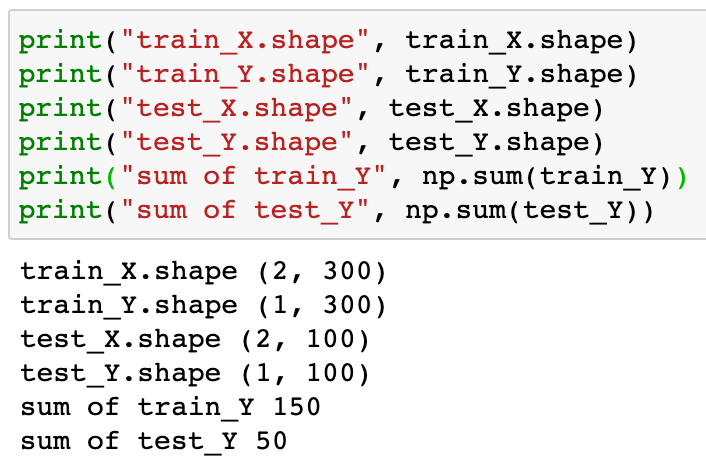 print("train_X.shape", train_X.shape)
print("train_Y.shape", train_Y.shape)
print("test_X.shape", test_X.shape)
print("test_Y.shape", test_Y.shape)
print("sum of train_Y", np.sum(train_Y))
print("sum of test_Y", np.sum(test_Y))
train_X.shape (2, 300)
train_Y.shape (1, 300)
test_X.shape (2, 100)
test_Y.shape (1, 100)
sum of train_Y 150
sum of test_Y 50